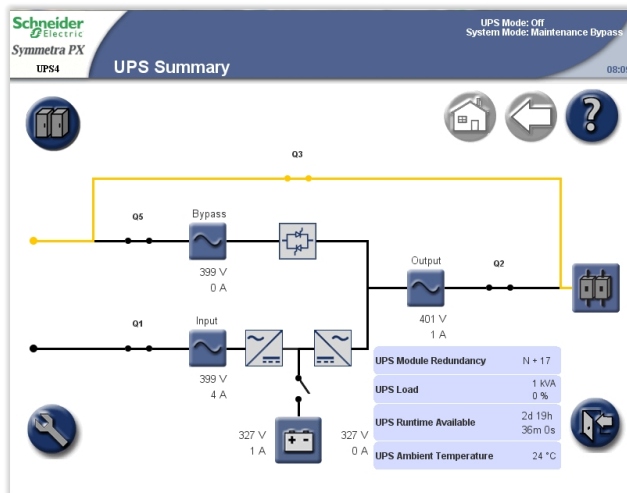 Schneider
Electric
Symmetra PX
UPS4
UPS Summary
UPS Mode: Off
System Mode: Maintenance Bypass
Q3
Q5
Bypass
399 V
0 A
Output
Q2
401 V
1 A
Q1
Input
399 V
4 A
327 V
1 A
327 V
0 A
UPS Module Redundancy N + 17
UPS Load 1 kVA
0 %
UPS Runtime Available 2d 19h
36m 0s
UPS Ambient Temperature 24 °C